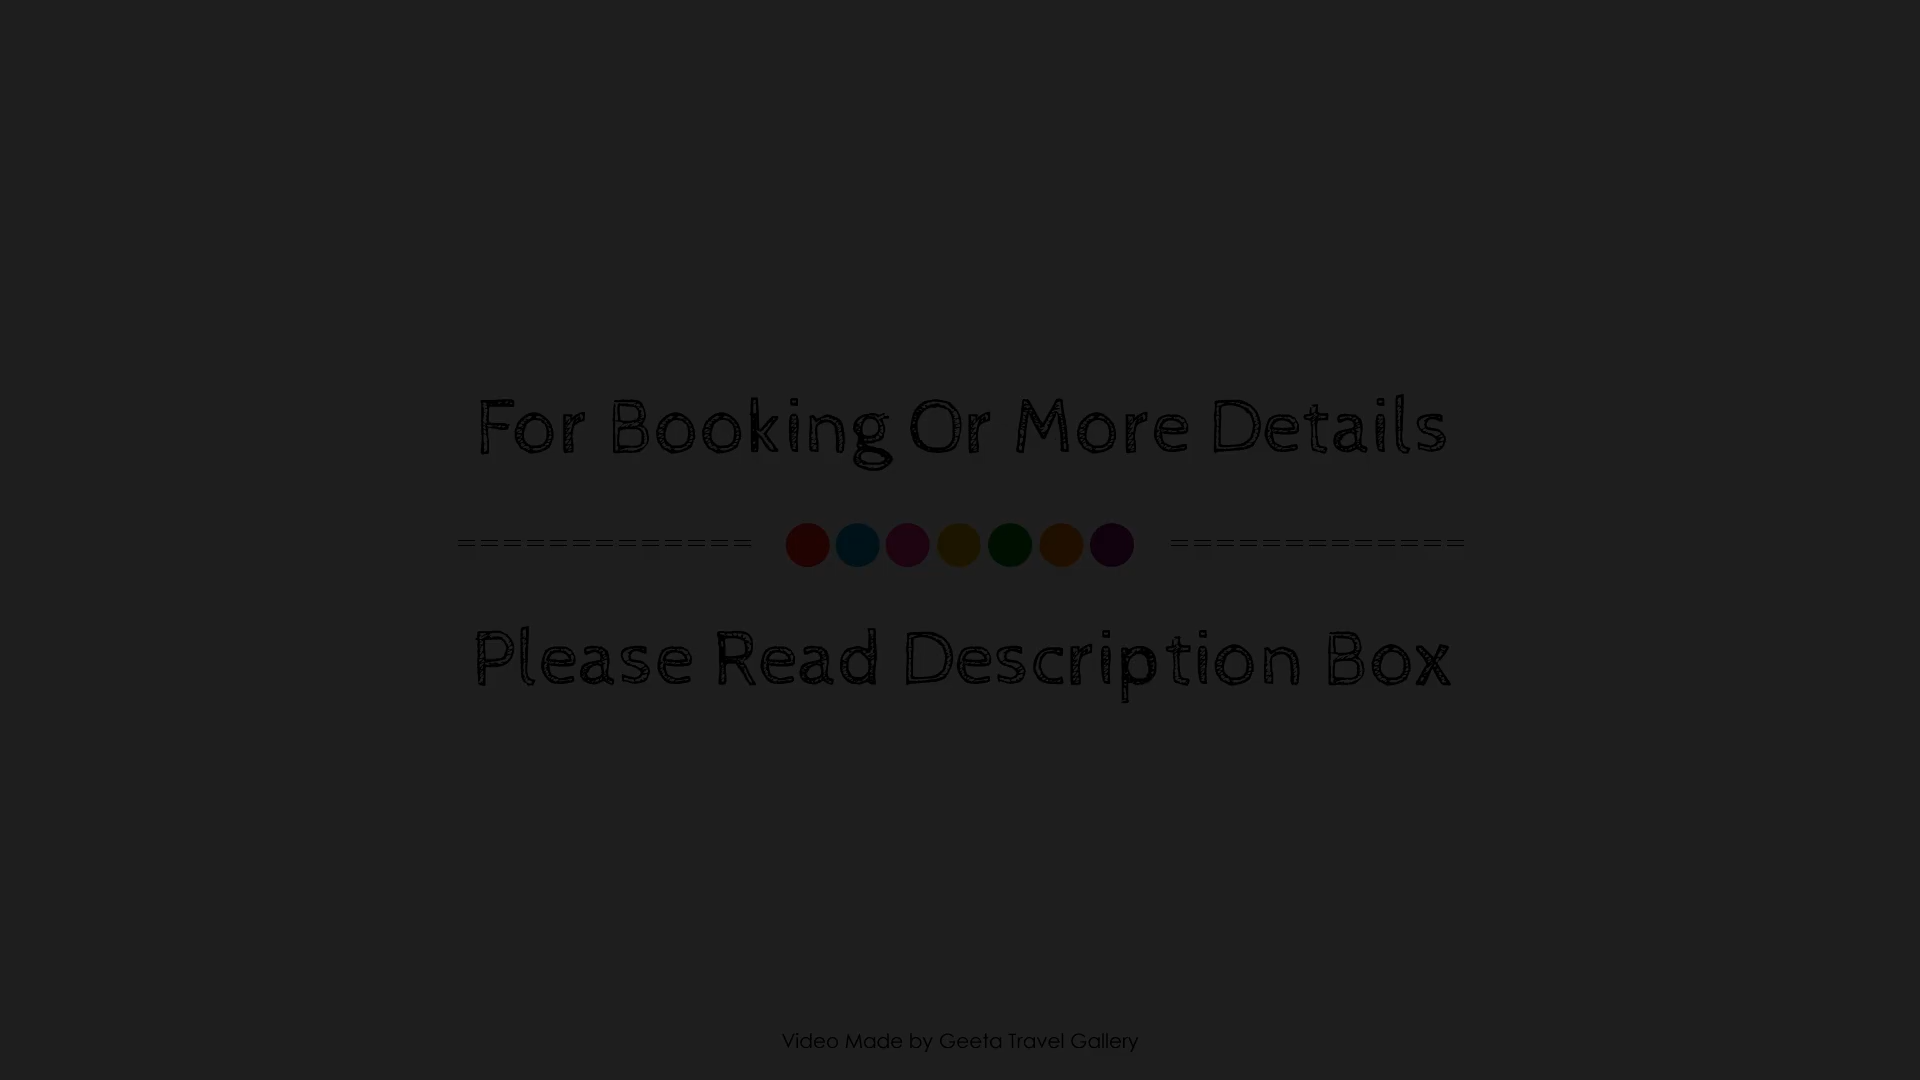 For Booking Or More Details
============= =============
Please Read Description Box
Video Made by Geeta Travel Gallery